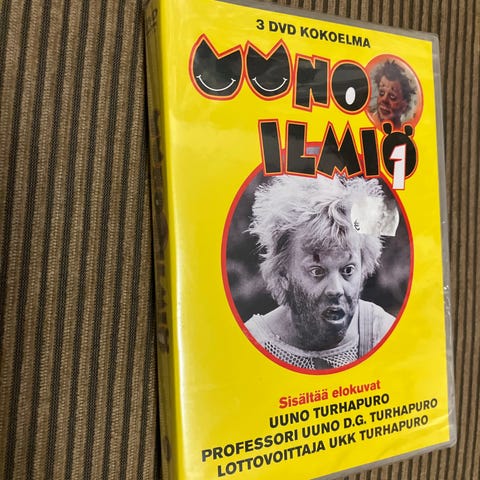 3 DVD KOKOELMA
UUNO
ILMIÖ
1
Sisältää elokuvat
UUNO TURHAPURO
PROFESSORI UUNO D.G. TURHAPURO
LOTTOVOITTAJA UKK TURHAPURO